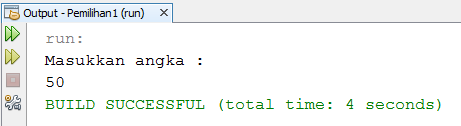 Output - Pemilihan1 (run)
run:
Masukkan angka :
50
BUILD SUCCESSFUL (total time: 4 seconds)